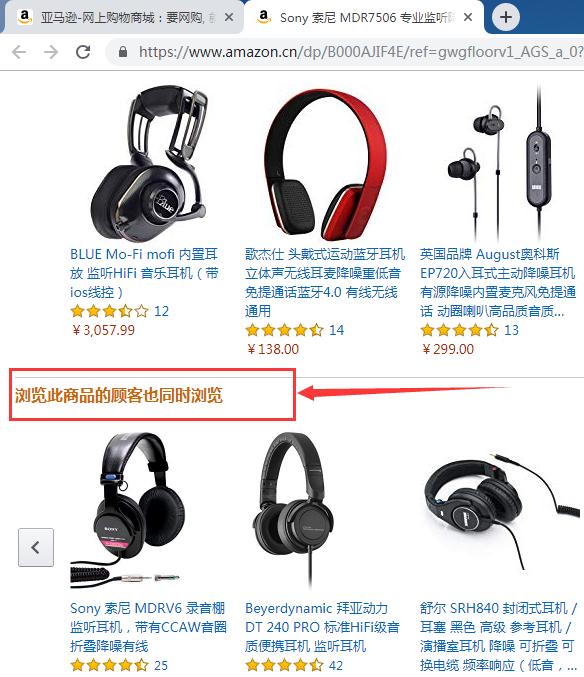 亚马逊-网上购物商城：要网购,
Sony 索尼 MDR7506 专业监听
https://www.amazon.cn/dp/B000AJIF4E/ref=gwgfloorv1_AGS_a_0?
BLUE Mo-Fi mofi 内置耳
放 监听HiFi 音乐耳机（带
ios线控）
12
￥3,057.99
歌杰仕 头戴式运动蓝牙耳机
立体声无线耳麦降噪重低音
免提通话蓝牙4.0 有线无线
通用
14
￥138.00
英国品牌 August奥科斯
EP720入耳式主动降噪耳机
有源降噪内置麦克风免提通
话 动圈喇叭高品质音质...
13
￥299.00
浏览此商品的顾客也同时浏览
SONY
Sony 索尼 MDRV6 录音棚
监听耳机，带有CCAW音圈
折叠降噪有线
25
Beyerdynamic 拜亚动力
DT 240 PRO 标准HiFi级音
质便携耳机 监听耳机
42
舒尔 SRH840 封闭式耳机 /
耳塞 黑色 高级 参考耳机 /
演播室耳机 降噪 可折叠 可
换电缆 频率响应（低音，...